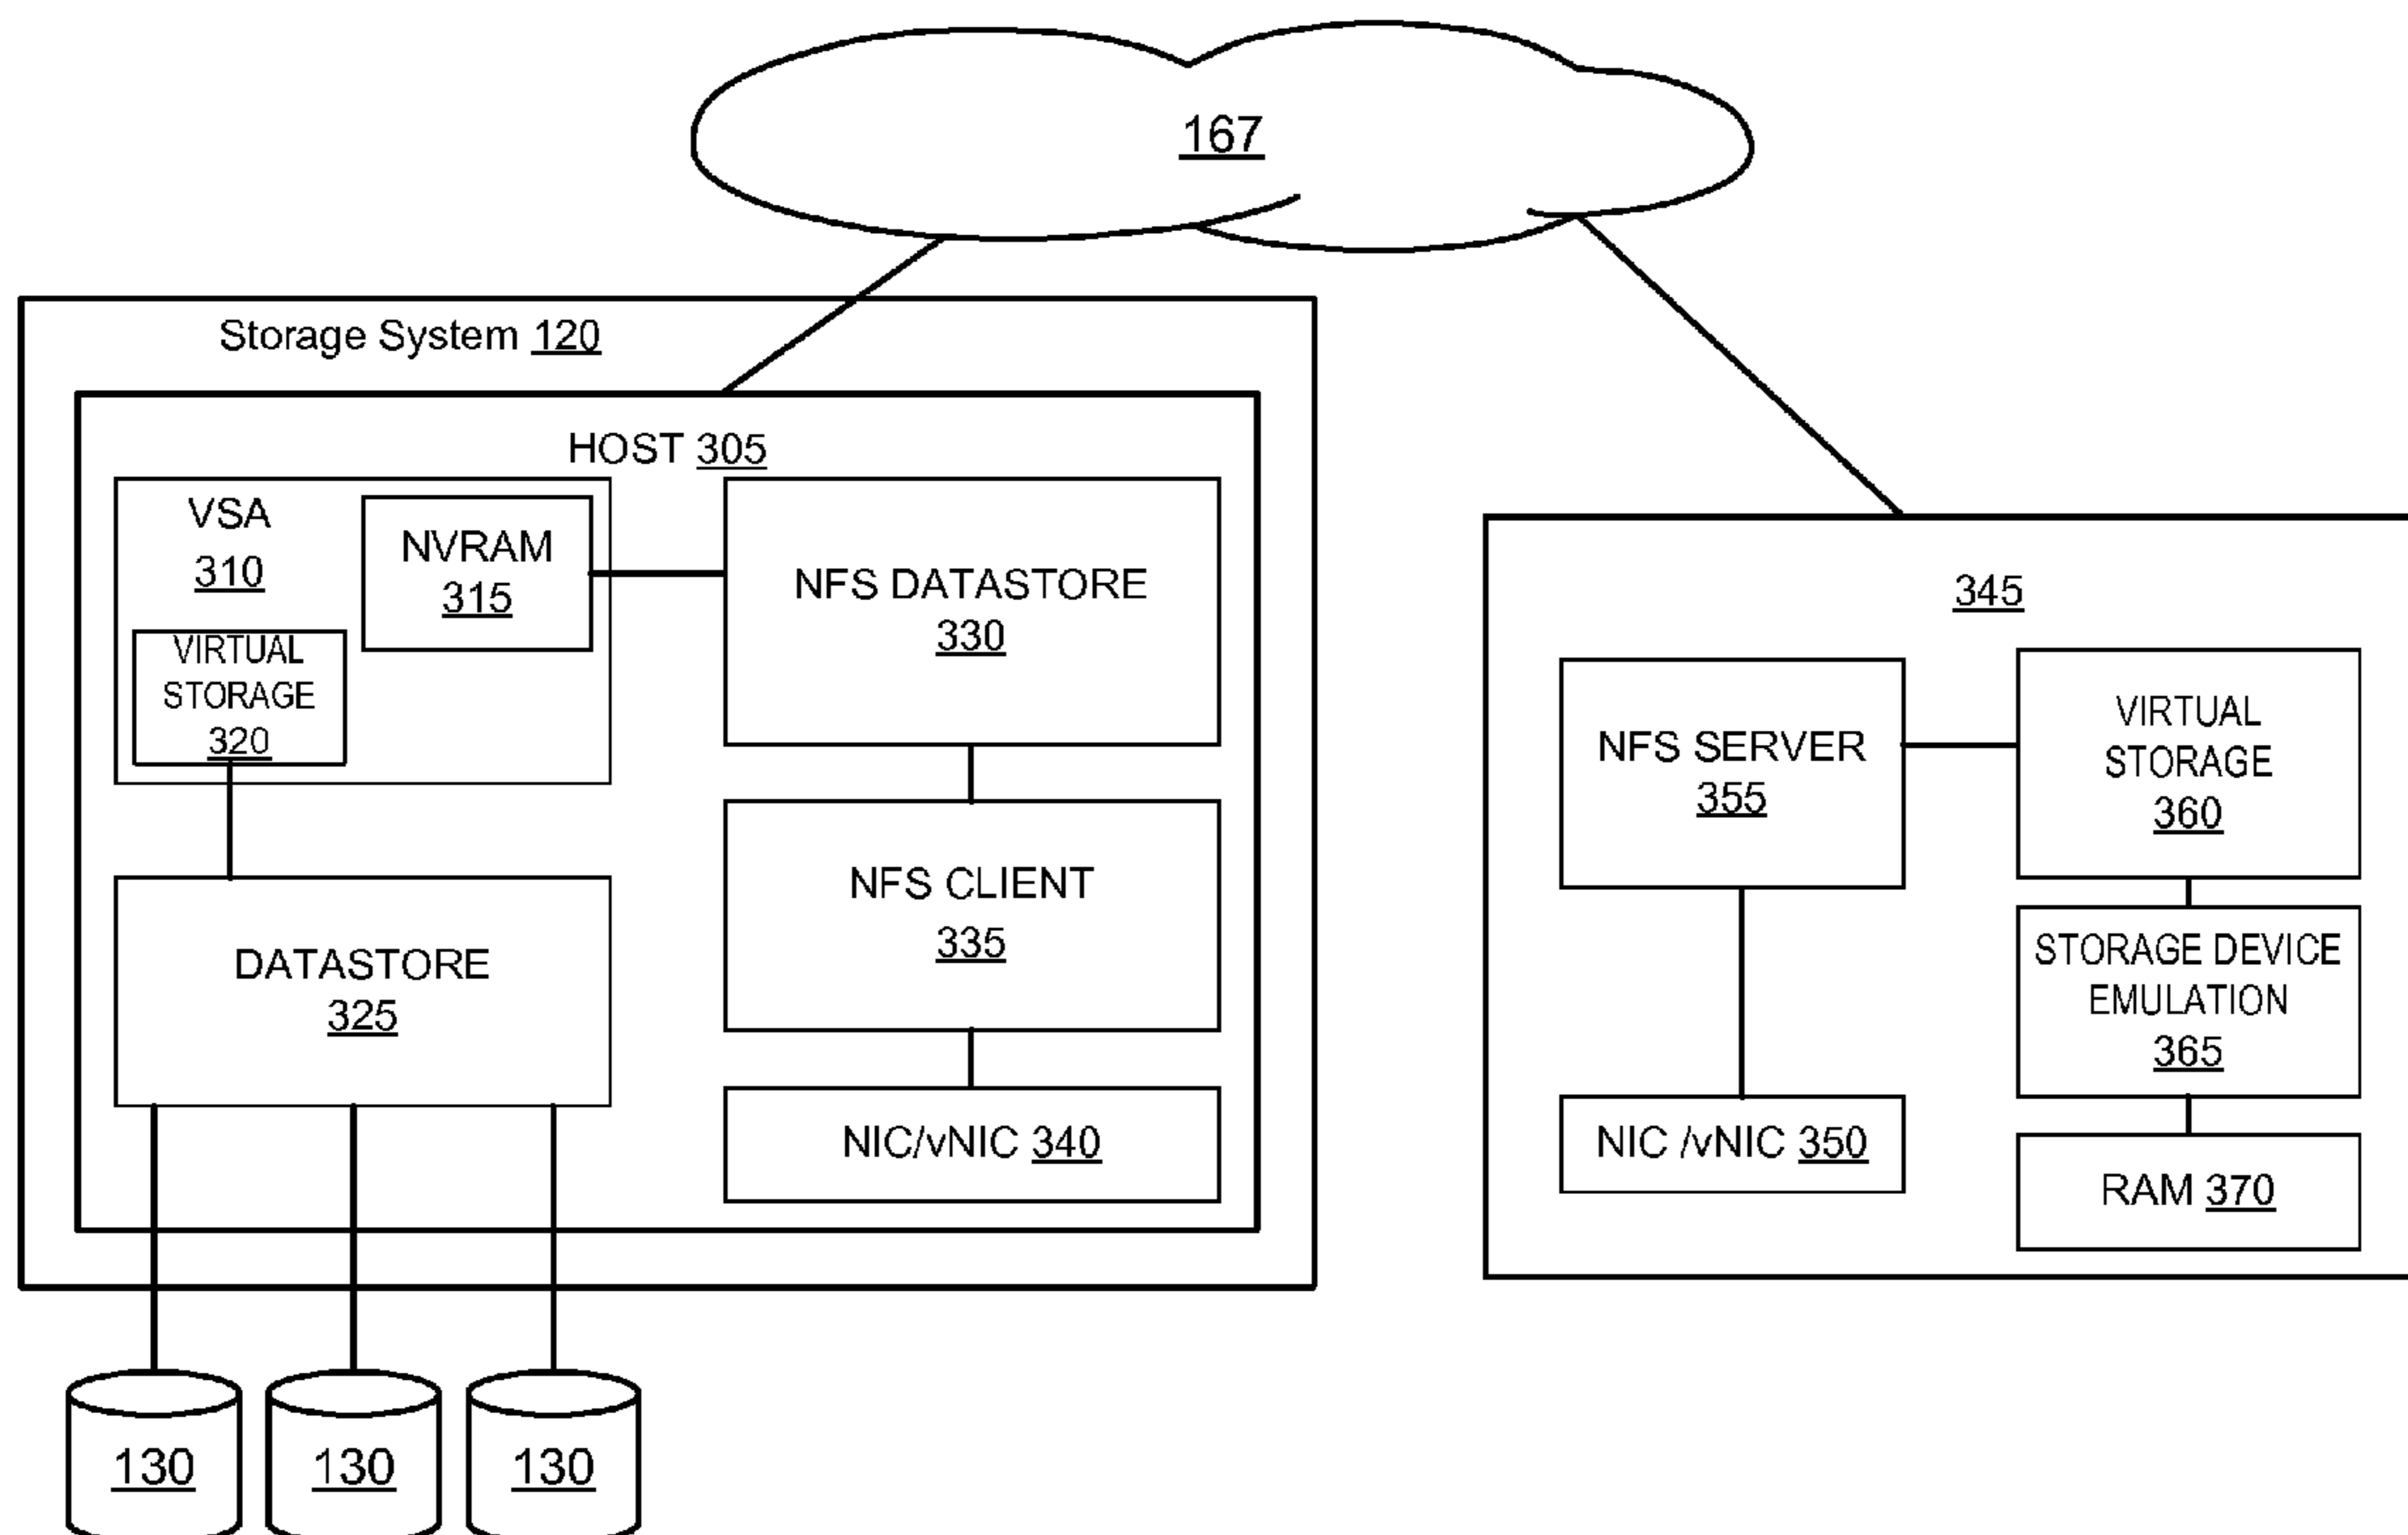 167
Storage System 120
HOST 305
VSA
310
NVRAM
315
VIRTUAL
STORAGE
320
NFS DATASTORE
330
NFS CLIENT
335
DATASTORE
325
NIC/vNIC 340
130
130
130
345
NFS SERVER
355
VIRTUAL
STORAGE
360
STORAGE DEVICE
EMULATION
365
NIC /vNIC 350
RAM 370